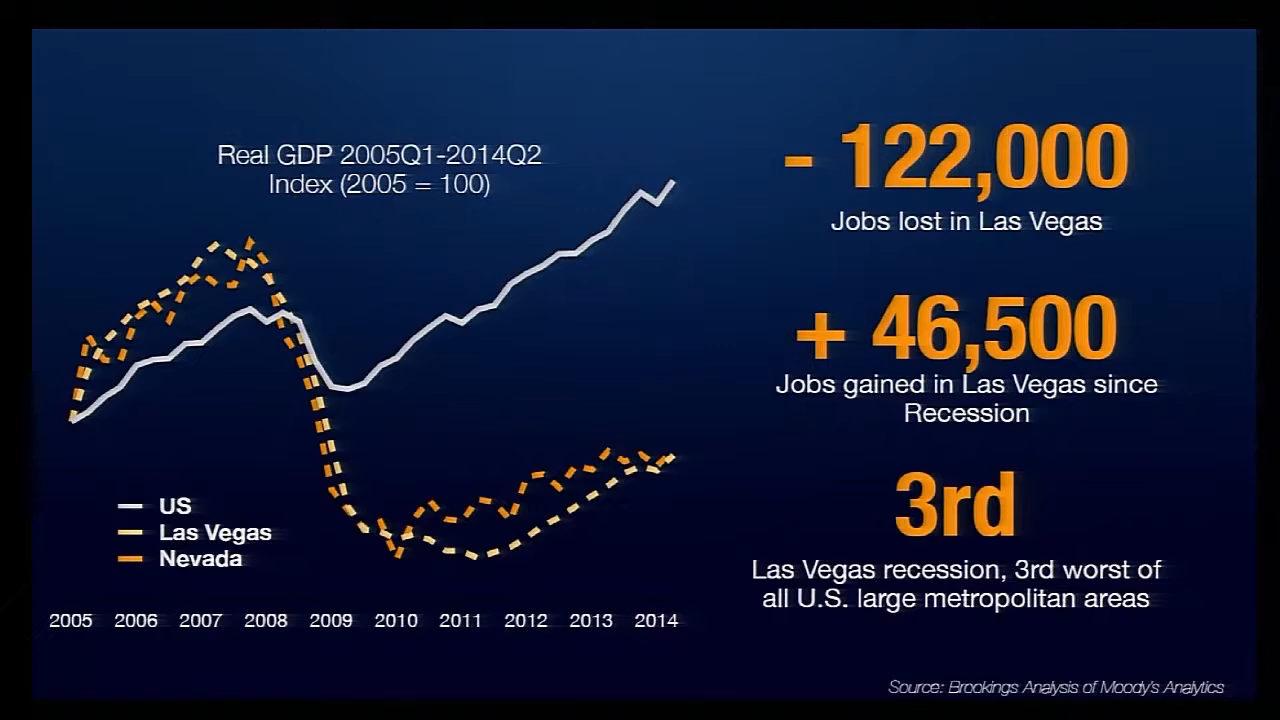 Real GDP 2005Q1-2014Q2
Index (2005 = 100)
US
Las Vegas
Nevada
2005 2006 2007 2008 2009 2010 2011 2012 2013 2014
- 122,000
Jobs lost in Las Vegas
+ 46,500
Jobs gained in Las Vegas since
Recession
3rd
Las Vegas recession, 3rd worst of
all U.S. large metropolitan areas
Source: Brookings Analysis of Moody's Analytics